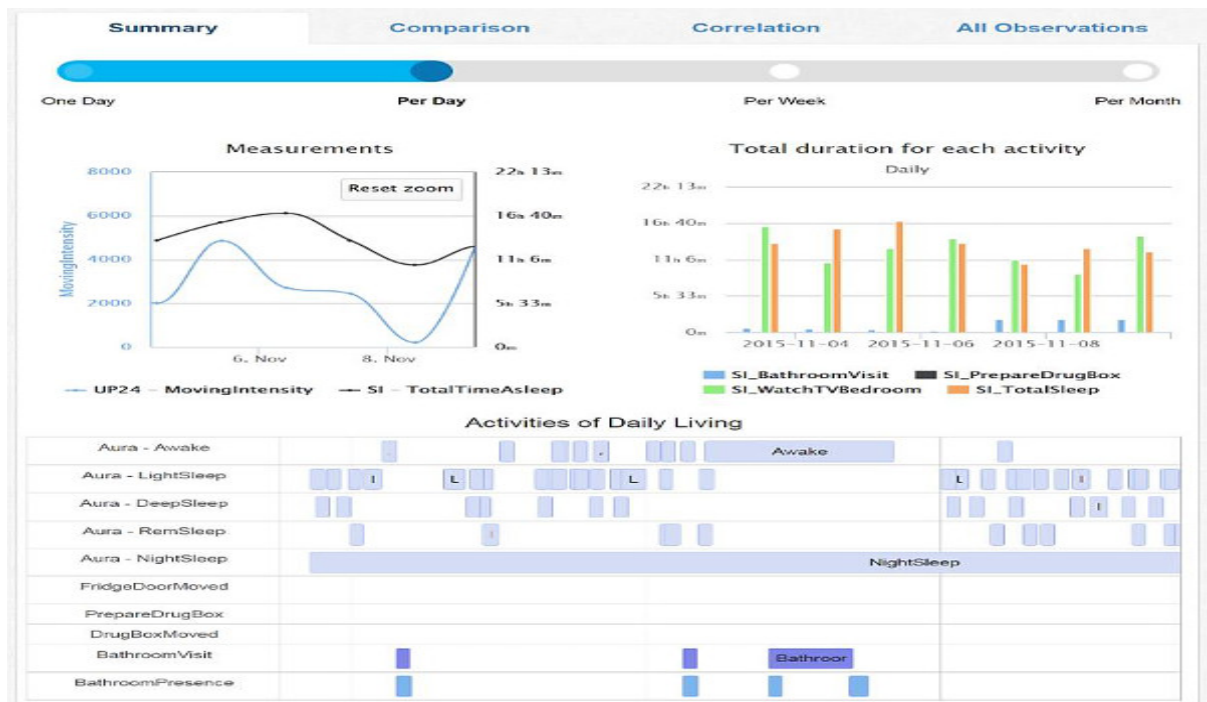 Summary Comparison Correlation All Observations
One Day Per Day Per Week Per Month
Measurements
8000
6000
4000
2000
0
MovingIntensity
Reset zoom
22h 13m
16h 40m
11h 6m
5h 33m
0m
6. Nov 8. Nov
UP24 - MovingIntensity SI - TotalTimeAsleep
Total duration for each activity
Daily
22h 13m
16h 40m
11h 6m
5h 33m
0m
2015-11-04 2015-11-06 2015-11-08
SI_BathroomVisit SI_PrepareDrugBox
SI_WatchTVBedroom SI_TotalSleep
Activities of Daily Living
Aura - Awake Awake
Aura - LightSleep L L L
Aura - DeepSleep
Aura - RemSleep
Aura - NightSleep NightSleep
FridgeDoorMoved
PrepareDrugBox
DrugBoxMoved
BathroomVisit Bathroor
BathroomPresence